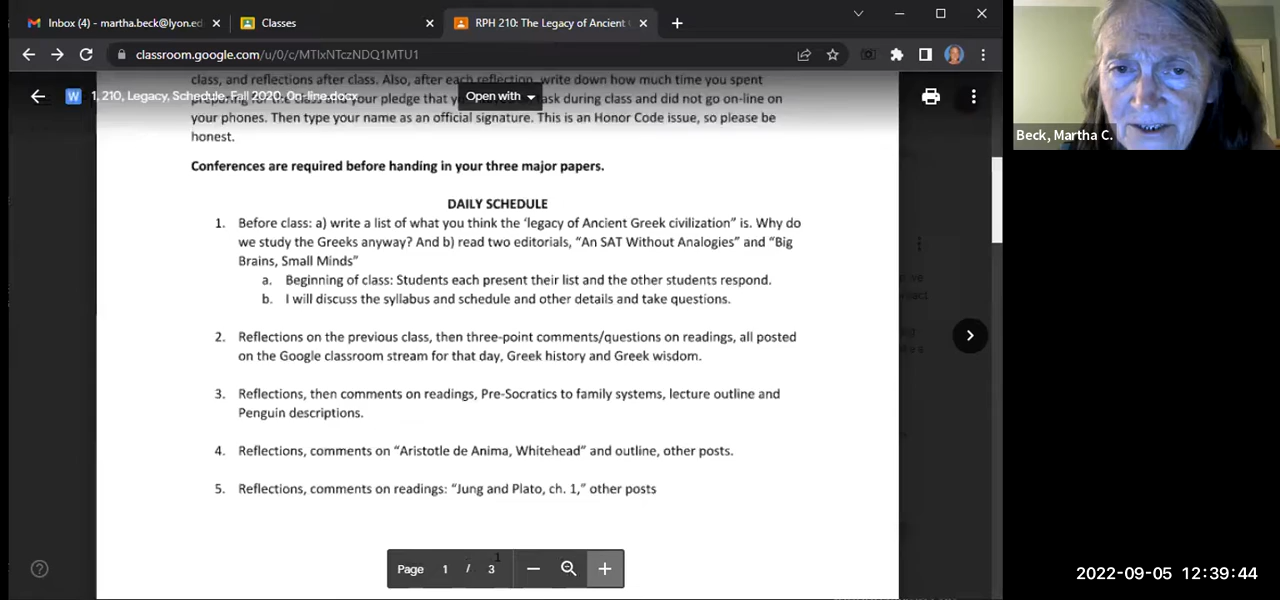 Inbox (4) - martha.beck@lyon.ed
Classes
RPH 210: The Legacy of Ancient
classroom.google.com/u/0/c/MTIxNTczNDQ1MTU1
class, and reflections after class. Also, after each reflection, write down how much time you spent
1, 210, Legacy, Schedule, Fall 2020, On-line.docx
Open with
ask during class and did not go on-line on
your phones. Then type your name as an official signature. This is an Honor Code issue, so please be
honest.
Conferences are required before handing in your three major papers.
DAILY SCHEDULE
1. Before class: a) write a list of what you think the 'legacy of Ancient Greek civilization" is. Why do
we study the Greeks anyway? And b) read two editorials, "An SAT Without Analogies" and "Big
Brains, Small Minds"
a. Beginning of class: Students each present their list and the other students respond.
b. I will discuss the syllabus and schedule and other details and take questions.
2. Reflections on the previous class, then three-point comments/questions on readings, all posted
on the Google classroom stream for that day, Greek history and Greek wisdom.
3. Reflections, then comments on readings, Pre-Socratics to family systems, lecture outline and
Penguin descriptions.
4. Reflections, comments on "Aristotle de Anima, Whitehead" and outline, other posts.
5. Reflections, comments on readings: "Jung and Plato, ch. 1," other posts
Page 1 / 3
Beck, Martha C.
2022-09-05 12:39:44